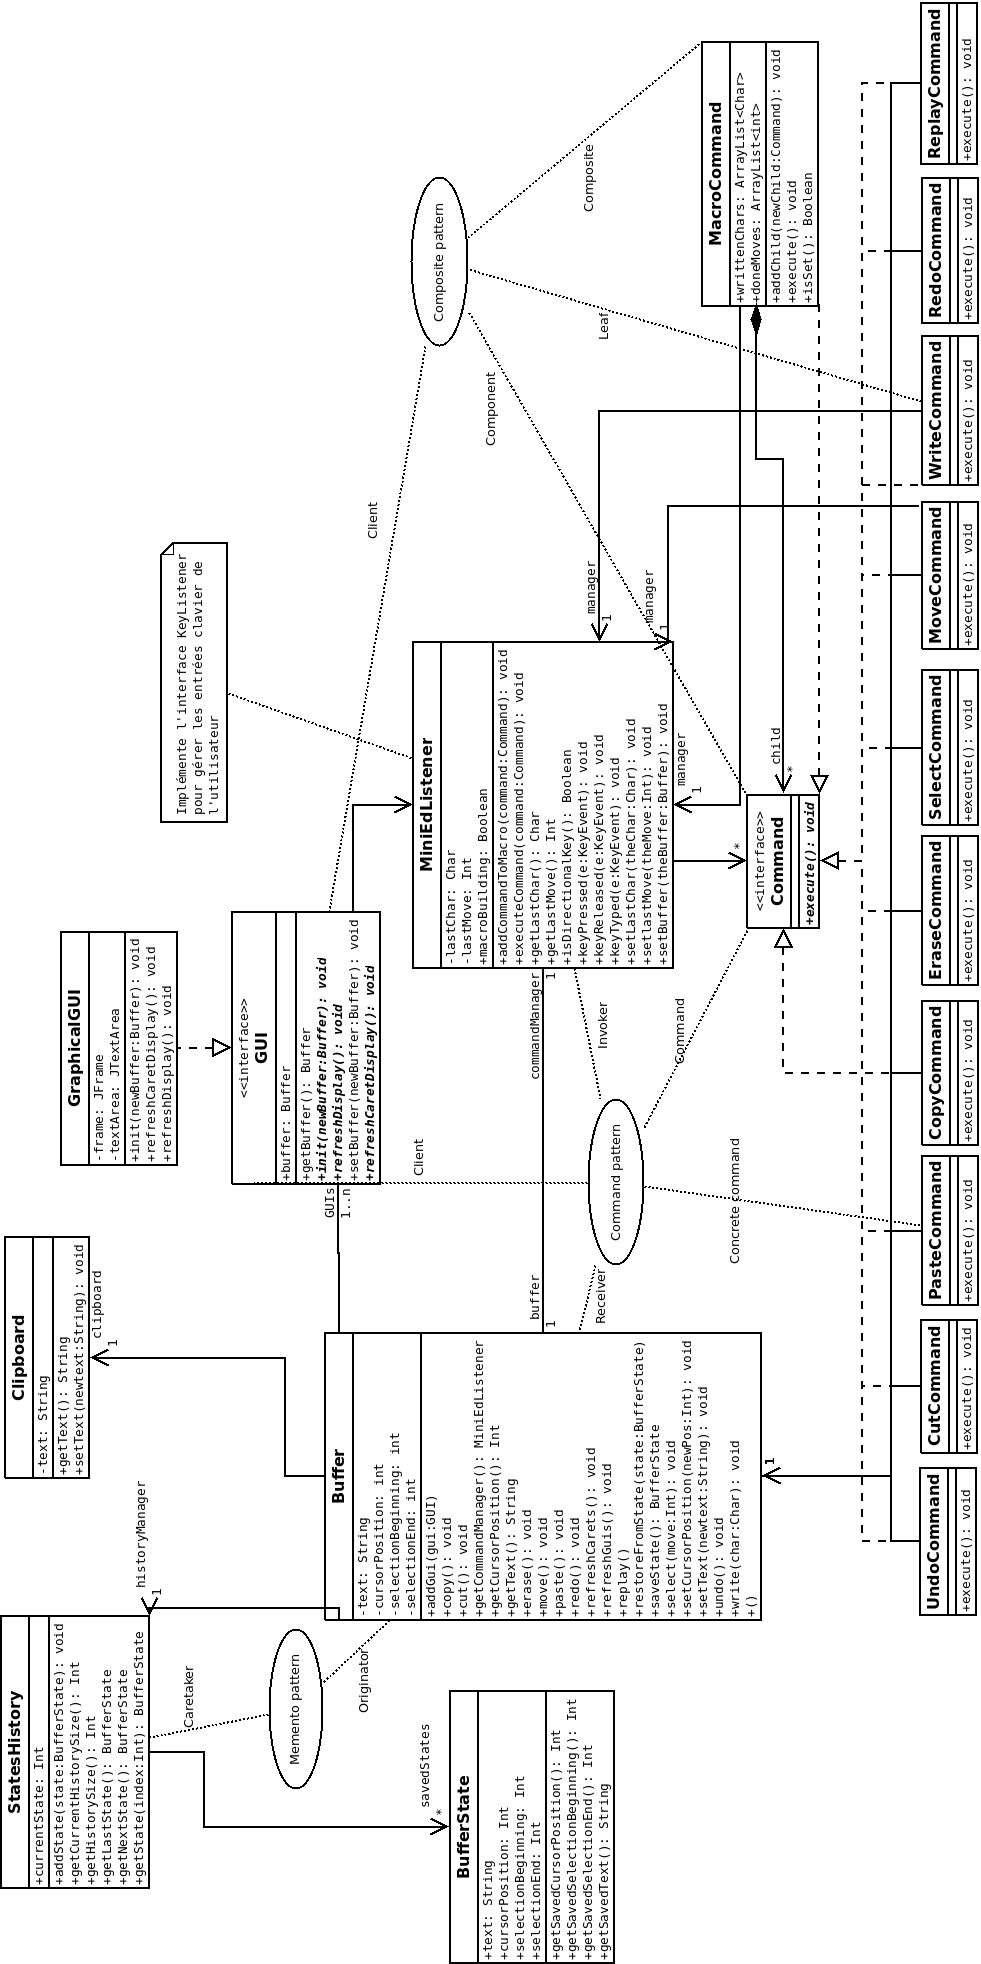 StatesHistory
+currentState: Int
+addState(state:BufferState): void
+getCurrentHistorySize(): Int
+getHistorySize(): Int
+getLastState(): BufferState
+getNextState(): BufferState
+getState(index:Int): BufferState
historyManager
1
Clipboard
-text: String
+getText(): String
+setText(newtext:String): void
clipboard
1
GraphicalGUI
-frame: JFrame
-textArea: JTextArea
+init(newBuffer:Buffer): void
+refreshCaretDisplay(): void
+refreshDisplay(): void
Implémente l'interface KeyListener
pour gérer les entrées clavier de
l'utilisateur
<<interface>>
GUI
+buffer: Buffer
+getBuffer(): Buffer
+init(newBuffer:Buffer): void
+refreshDisplay(): void
+setBuffer(newBuffer:Buffer): void
+refreshCaretDisplay(): void
GUIs
1..n
Caretaker
Memento pattern
Originator
Buffer
-text: String
-cursorPosition: int
-selectionBeginning: int
-selectionEnd: int
+addGui(gui:GUI)
+copy(): void
+cut(): void
+getCommandManager(): MiniEdListener
+getCursorPosition(): Int
+getText(): String
+erase(): void
+move(): void
+paste(): void
+redo(): void
+refreshCarets(): void
+refreshGuis(): void
+replay()
+restoreFromState(state:BufferState)
+saveState(): BufferState
+select(move:Int): void
+setCursorPosition(newPos:Int): void
+setText(newtext:String): void
+undo(): void
+write(char:Char): void
+()
1
Client
Client
Composite pattern
Composite
Leaf
Component
MiniEdListener
-lastChar: Char
-lastMove: Int
+macroBuilding: Boolean
+addCommandToMacro(command:Command): void
+executeCommand(command:Command): void
+getLastChar(): Char
+getLastMove(): Int
+isDirectionalKey(): Boolean
+keyPressed(e:KeyEvent): void
+keyReleased(e:KeyEvent): void
+keyTyped(e:KeyEvent): void
+setLastChar(theChar:Char): void
+setlastMove(theMove:Int): void
+setBuffer(theBuffer:Buffer): void
savedStates
*
BufferState
+text: String
+cursorPosition: Int
+selectionBeginning: Int
+selectionEnd: Int
+getSavedCursorPosition(): Int
+getSavedSelectionBeginning(): Int
+getSavedSelectionEnd(): Int
+getSavedText(): String
buffer
1
commandManager
1
Receiver
Command pattern
Invoker
Command
Concrete command
manager
1
manager
1
manager
1
*
child
*
<<interface>>
Command
+execute(): void
MacroCommand
+writtenChars: ArrayList<Char>
+doneMoves: ArrayList<int>
+addChild(newChild:Command): void
+execute(): void
+isSet(): Boolean
UndoCommand
+execute(): void
CutCommand
+execute(): void
PasteCommand
+execute(): void
CopyCommand
+execute(): void
EraseCommand
+execute(): void
SelectCommand
+execute(): void
MoveCommand
+execute(): void
WriteCommand
+execute(): void
RedoCommand
+execute(): void
ReplayCommand
+execute(): void